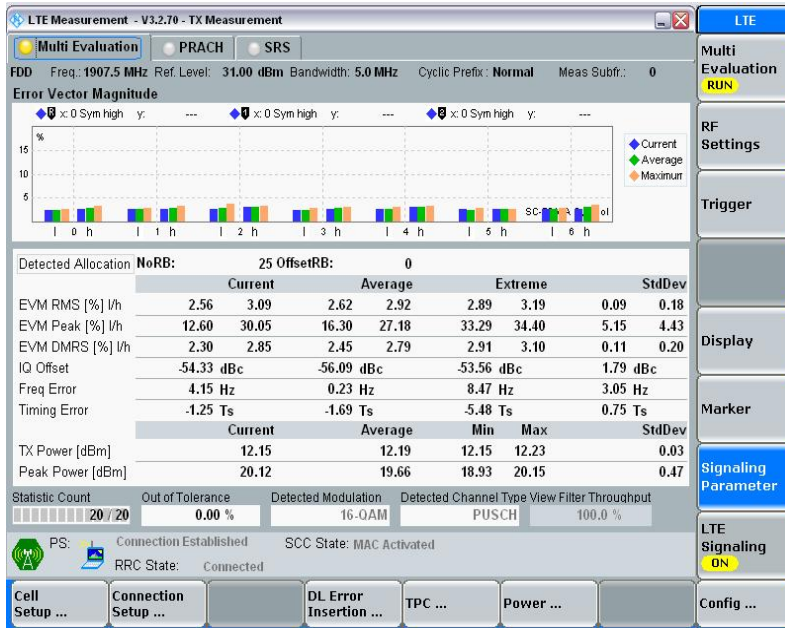 LTE Measurement - V3.2.70 - TX Measurement
LTE
Multi Evaluation PRACH SRS
FDD Freq.: 1907.5 MHz Ref. Level: 31.00 dBm Bandwidth: 5.0 MHz Cyclic Prefix : Normal Meas Subfr.: 0
Error Vector Magnitude
x: 0 Sym high y: --- 1 x: 0 Sym high y: --- 2 x: 0 Sym high y: ---
%
15
10
5
Current
Average
Maximum
l 0 h l 1 h l 2 h l 3 h l 4 h l 5 h l 6 h
Detected Allocation NoRB: 25 OffsetRB: 0
Current Average Extreme StdDev
EVM RMS [%] l/h 2.56 3.09 2.62 2.92 2.89 3.19 0.09 0.18
EVM Peak [%] l/h 12.60 30.05 16.30 27.18 33.29 34.40 5.15 4.43
EVM DMRS [%] l/h 2.30 2.85 2.45 2.79 2.91 3.10 0.11 0.20
IQ Offset -54.33 dBc -56.09 dBc -53.56 dBc 1.79 dBc
Freq Error 4.15 Hz 0.23 Hz 8.47 Hz 3.05 Hz
Timing Error -1.25 Ts -1.69 Ts -5.48 Ts 0.75 Ts
Current Average Min Max StdDev
TX Power [dBm] 12.15 12.19 12.15 12.23 0.03
Peak Power [dBm] 20.12 19.66 18.93 20.15 0.47
Statistic Count Out of Tolerance Detected Modulation Detected Channel Type View Filter Throughput
20 / 20 0.00 % 16-QAM PUSCH 100.0 %
PS: Connection Established SCC State: MAC Activated
RRC State: Connected
Cell Setup ... Connection Setup ... DL Error Insertion ... TPC ... Power ... Config ...
Multi
Evaluation
RUN
RF
Settings
Trigger
Display
Marker
Signaling
Parameter
LTE
Signaling
ON